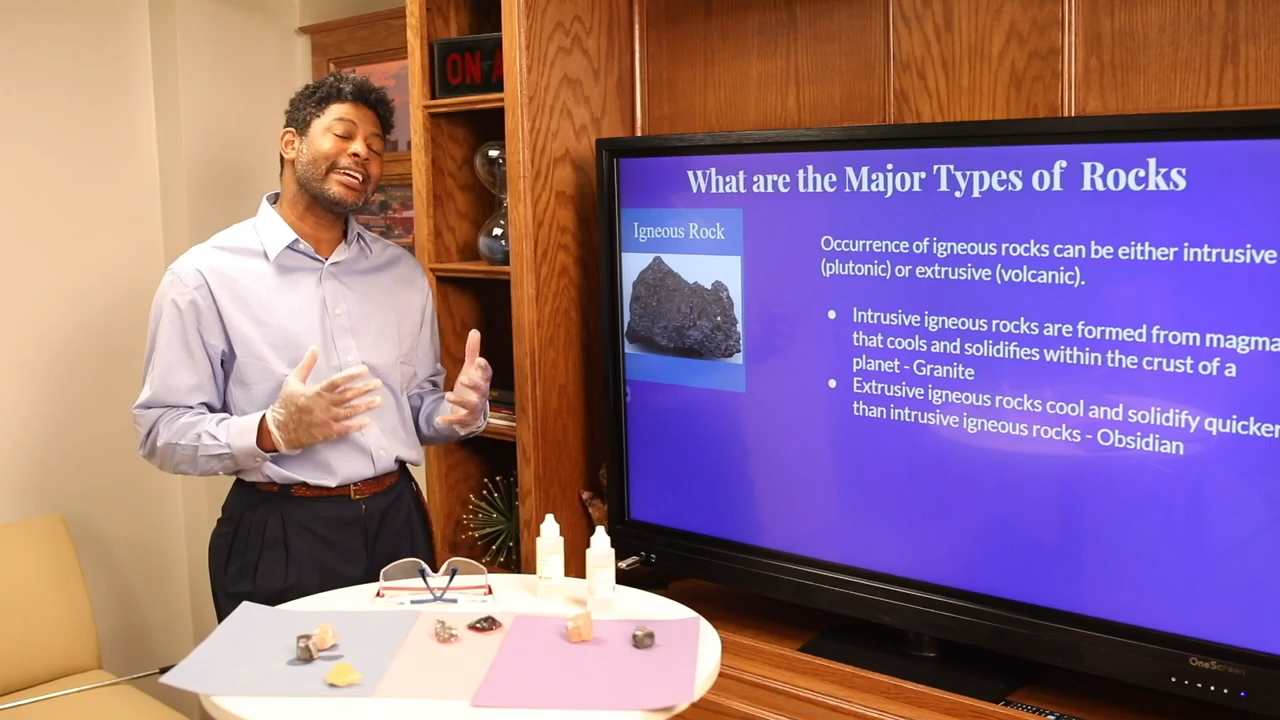 ON A
What are the Major Types of Rocks
Igneous Rock
Occurrence of igneous rocks can be either intrusive
(plutonic) or extrusive (volcanic).
● Intrusive igneous rocks are formed from magma
that cools and solidifies within the crust of a
planet - Granite
● Extrusive igneous rocks cool and solidify quicker
than intrusive igneous rocks - Obsidian
OneScreen